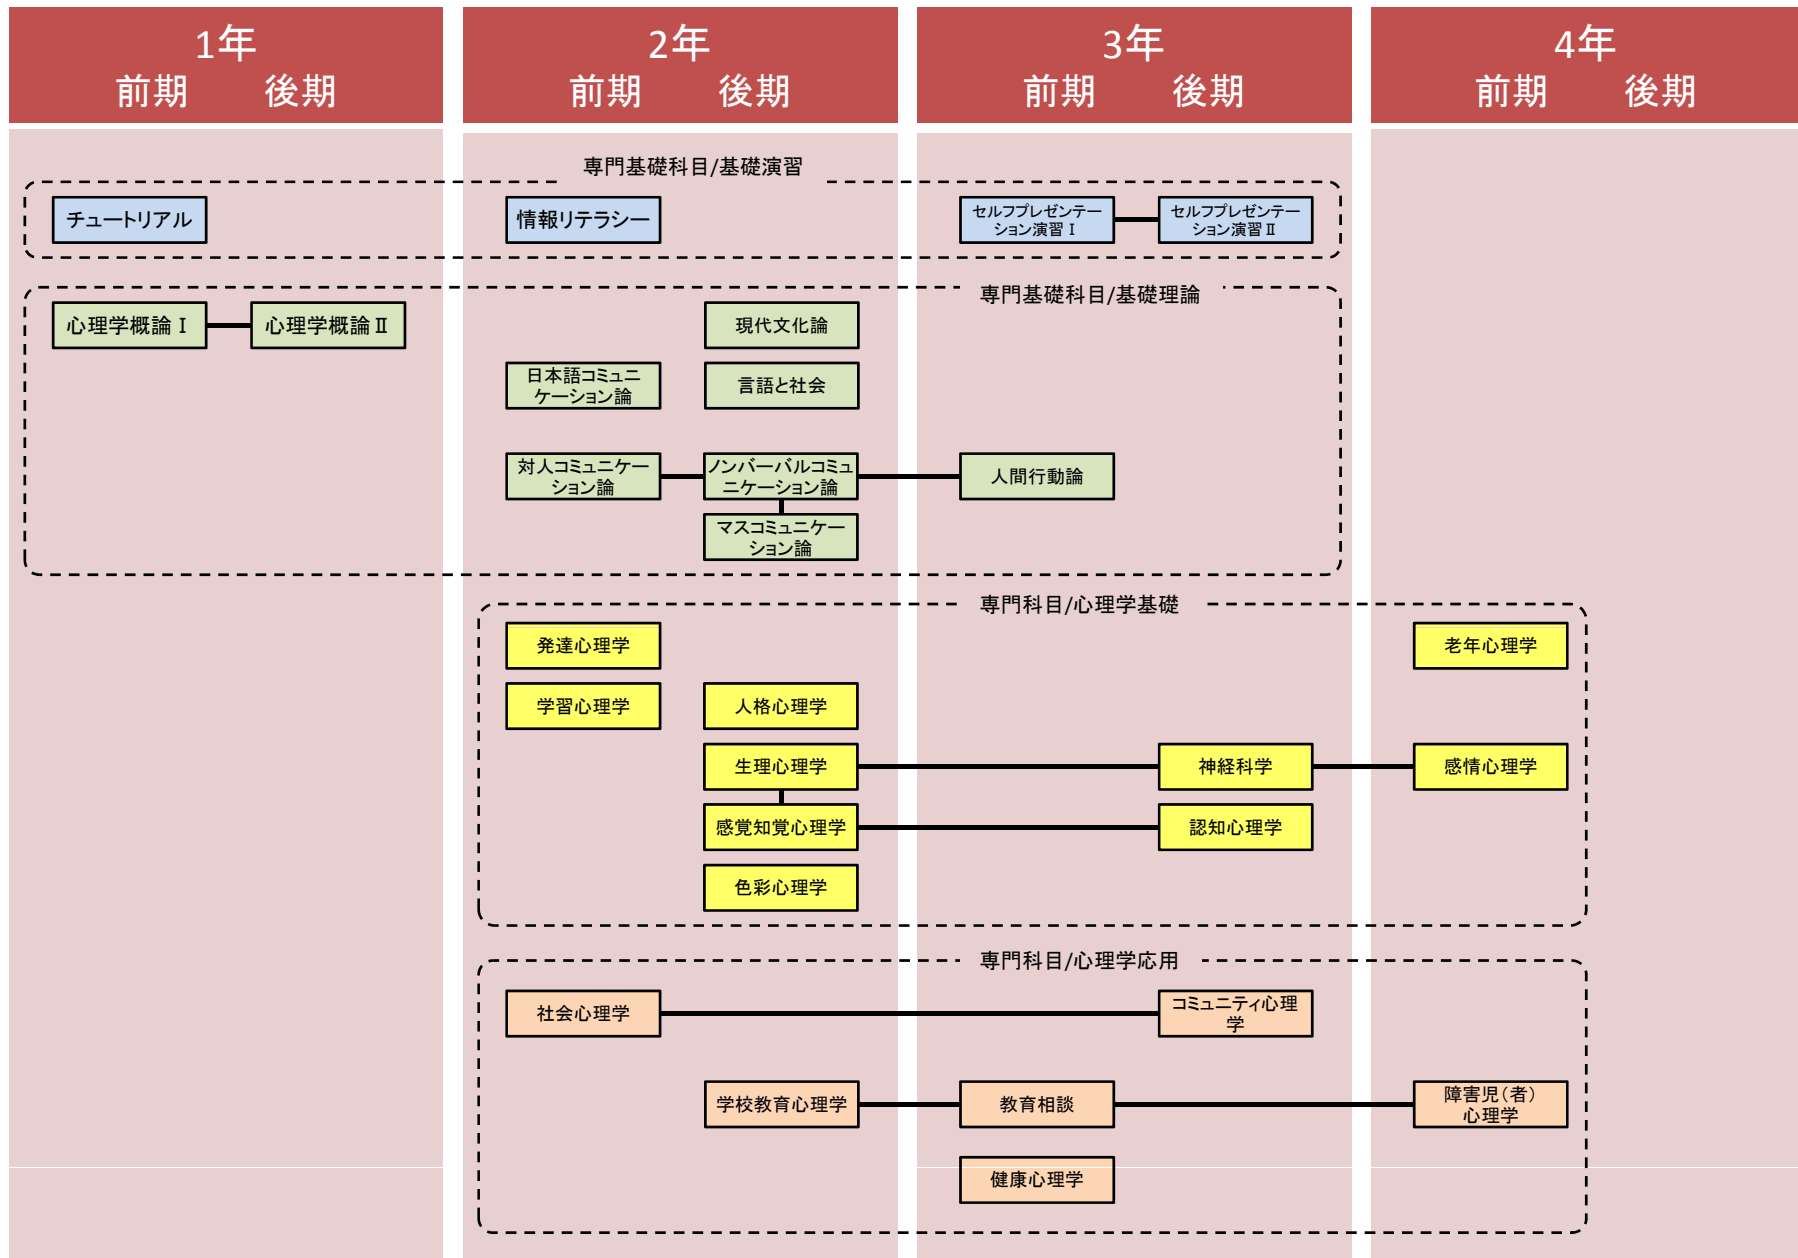 1年
前期 後期
2年
前期 後期
3年
前期 後期
4年
前期 後期
専門基礎科目/基礎演習
チュートリアル
情報リテラシー
セルフプレゼンテー
ション演習Ⅰ
セルフプレゼンテー
ション演習Ⅱ
専門基礎科目/基礎理論
心理学概論Ⅰ
心理学概論Ⅱ
現代文化論
日本語コミュニ
ケーション論
言語と社会
対人コミュニケー
ション論
ノンバーバルコミュ
ニケーション論
人間行動論
マスコミュニケー
ション論
専門科目/心理学基礎
発達心理学
老年心理学
学習心理学
人格心理学
生理心理学
神経科学
感情心理学
感覚知覚心理学
認知心理学
色彩心理学
専門科目/心理学応用
社会心理学
コミュニティ心理
学
学校教育心理学
教育相談
障害児(者)
心理学
健康心理学